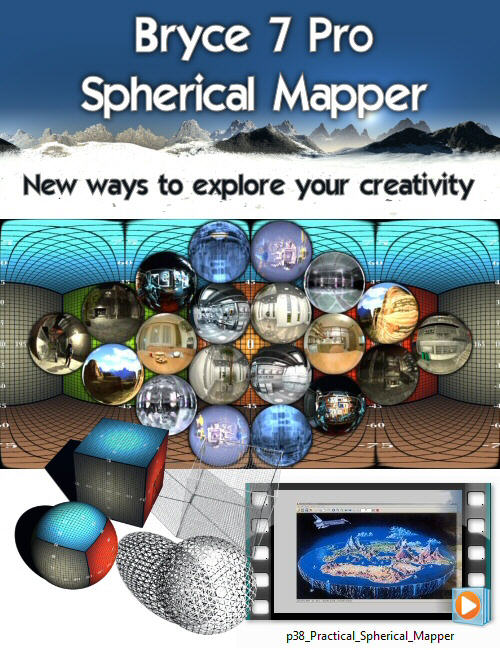 Bryce 7 Pro
Spherical Mapper
New ways to explore your creativity
p38_Practical_Spherical_Mapper